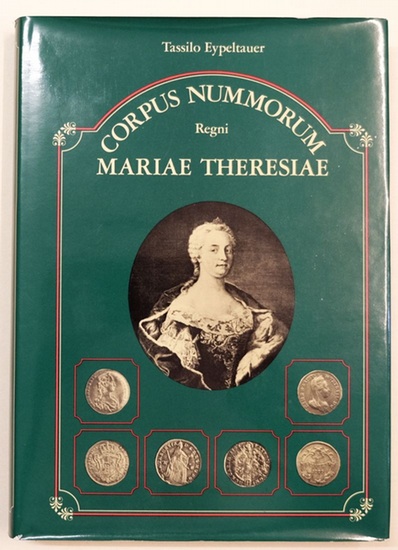 Tassilo Eypeltauer
CORPUS NUMMORUM
Regni
MARIAE THERESIAE